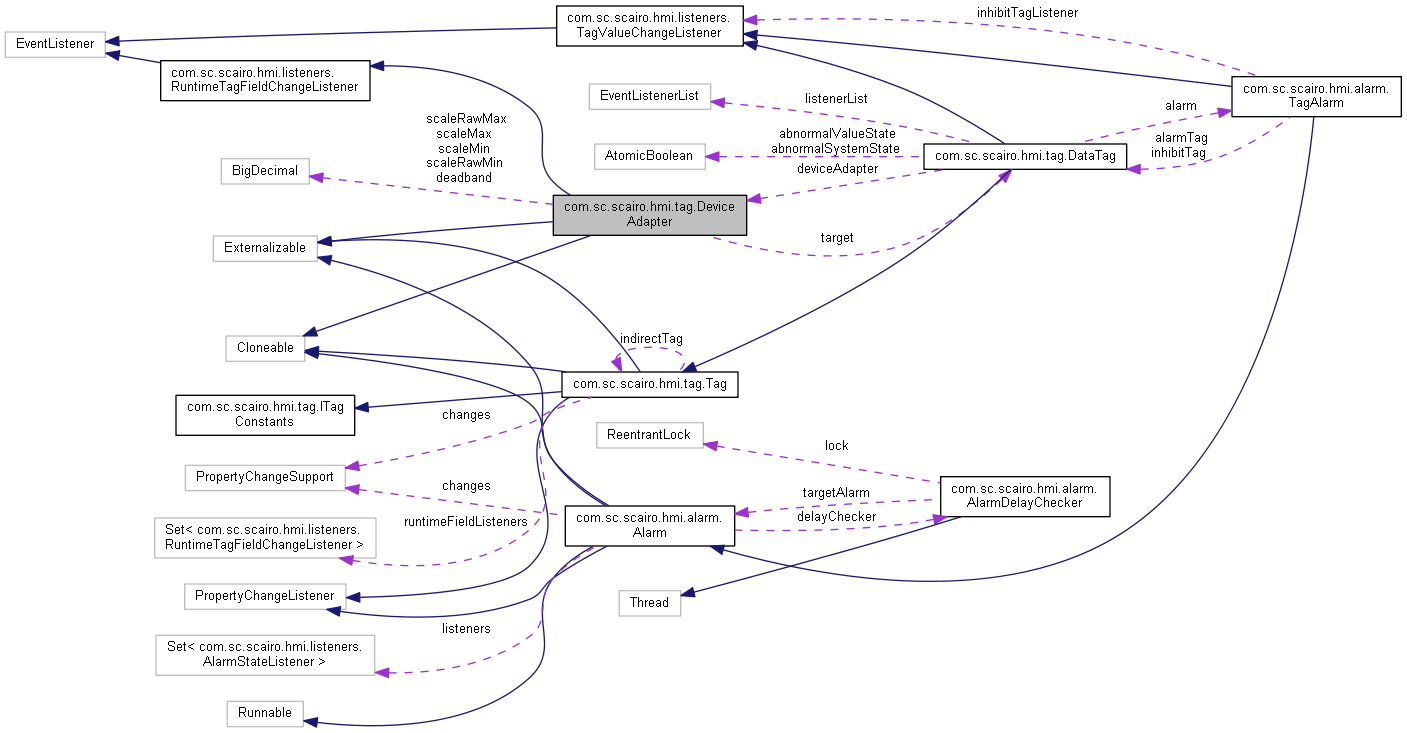 com.sc.scairo.hmi.listeners.
TagValueChangeListener
inhibitTagListener
EventListener
com.sc.scairo.hmi.listeners.
RuntimeTagFieldChangeListener
EventListenerList
listenerList
com.sc.scairo.hmi.alarm.
TagAlarm
alarm
scaleRawMax
scaleMax
scaleMin
scaleRawMin
deadband
AtomicBoolean
abnormalValueState
abnormalSystemState
com.sc.scairo.hmi.tag.DataTag
alarmTag
inhibitTag
BigDecimal
deviceAdapter
com.sc.scairo.hmi.tag.Device
Adapter
target
Externalizable
Cloneable
indirectTag
com.sc.scairo.hmi.tag.Tag
com.sc.scairo.hmi.tag.ITag
Constants
changes
ReentrantLock
lock
PropertyChangeSupport
changes
targetAlarm
com.sc.scairo.hmi.alarm.
AlarmDelayChecker
delayChecker
com.sc.scairo.hmi.alarm.
Alarm
runtimeFieldListeners
Set< com.sc.scairo.hmi.listeners.
RuntimeTagFieldChangeListener >
PropertyChangeListener
Thread
listeners
Set< com.sc.scairo.hmi.listeners.
AlarmStateListener >
Runnable